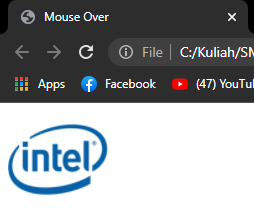 Mouse Over
File C:/Kuliah/SM
Apps Facebook (47) YouTu
intel